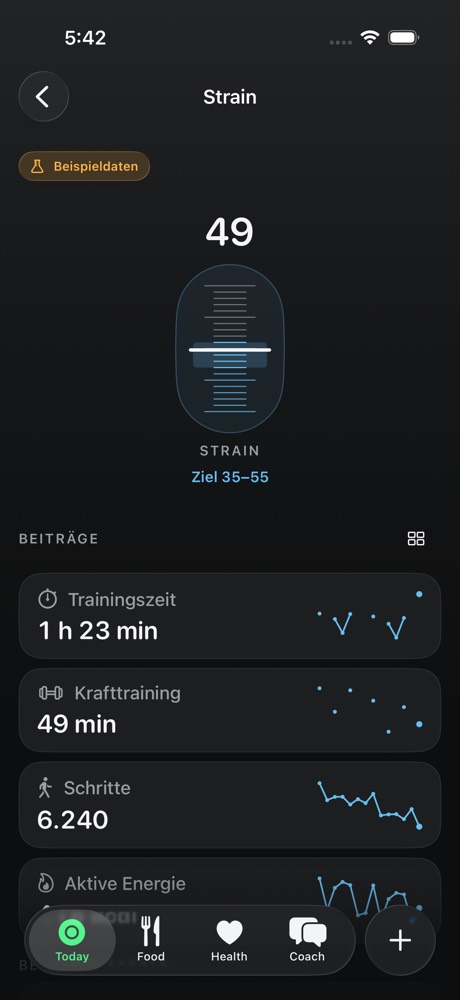 5:42
Strain
Beispieldaten
49
STRAIN
Ziel 35–55
BEITRÄGE
Trainingszeit
1 h 23 min
Krafttraining
49 min
Schritte
6.240
Aktive Energie
Today
Food
Health
Coach